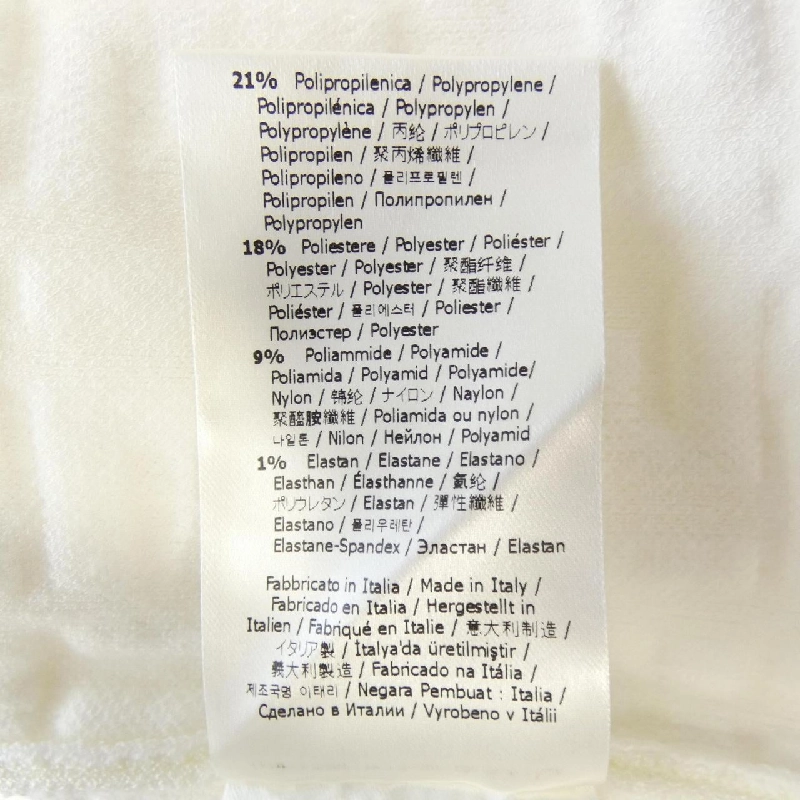 21% Polipropilenica / Polypropylene /
Polipropilénica / Polypropylen /
Polypropylène / 丙纶 / ポリプロピレン /
Polipropilen / 聚丙烯纖維 /
Polipropileno / 폴리프로필렌 /
Polipropilen / Полипропилен /
Polypropylen
18% Poliestere / Polyester / Poliéster /
Polyester / Polyester / 聚酯纤维 /
ポリエステル / Polyester / 聚酯纖維 /
Poliéster / 폴리에스터 / Poliester /
Полиэстер / Polyester
9% Poliammide / Polyamide /
Poliamida / Polyamid / Polyamide/
Nylon / 锦纶 / ナイロン / Naylon /
聚醯胺纖維 / Poliamida ou nylon /
나일론 / Nilon / Нейлон / Polyamid
1% Elastan / Elastane / Elastano /
Elasthan / Élasthanne / 氨纶 /
ポリウレタン / Elastan / 彈性纖維 /
Elastano / 폴리우레탄 /
Elastane-Spandex / Эластан / Elastan
Fabbricato in Italia / Made in Italy /
Fabricado en Italia / Hergestellt in
Italien / Fabriqué en Italie / 意大利制造 /
イタリア製 / İtalya'da üretilmiştir /
義大利製造 / Fabricado na Itália /
제조국명 이태리 / Negara Pembuat : Italia /
Сделано в Италии / Vyrobeno v Itálii